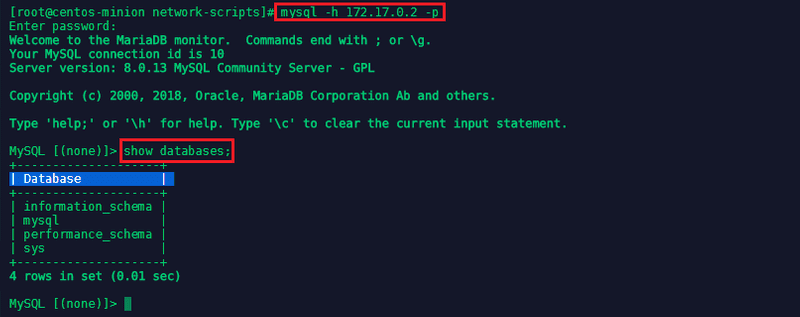 [root@centos-minion network-scripts]# mysql -h 172.17.0.2 -p
Enter password:
Welcome to the MariaDB monitor.  Commands end with ; or \g.
Your MySQL connection id is 10
Server version: 8.0.13 MySQL Community Server - GPL

Copyright (c) 2000, 2018, Oracle, MariaDB Corporation Ab and others.

Type 'help;' or '\h' for help. Type '\c' to clear the current input statement.

MySQL [(none)]> show databases;
+--------------------+
| Database           |
+--------------------+
| information_schema |
| mysql              |
| performance_schema |
| sys                |
+--------------------+
4 rows in set (0.01 sec)

MySQL [(none)]>